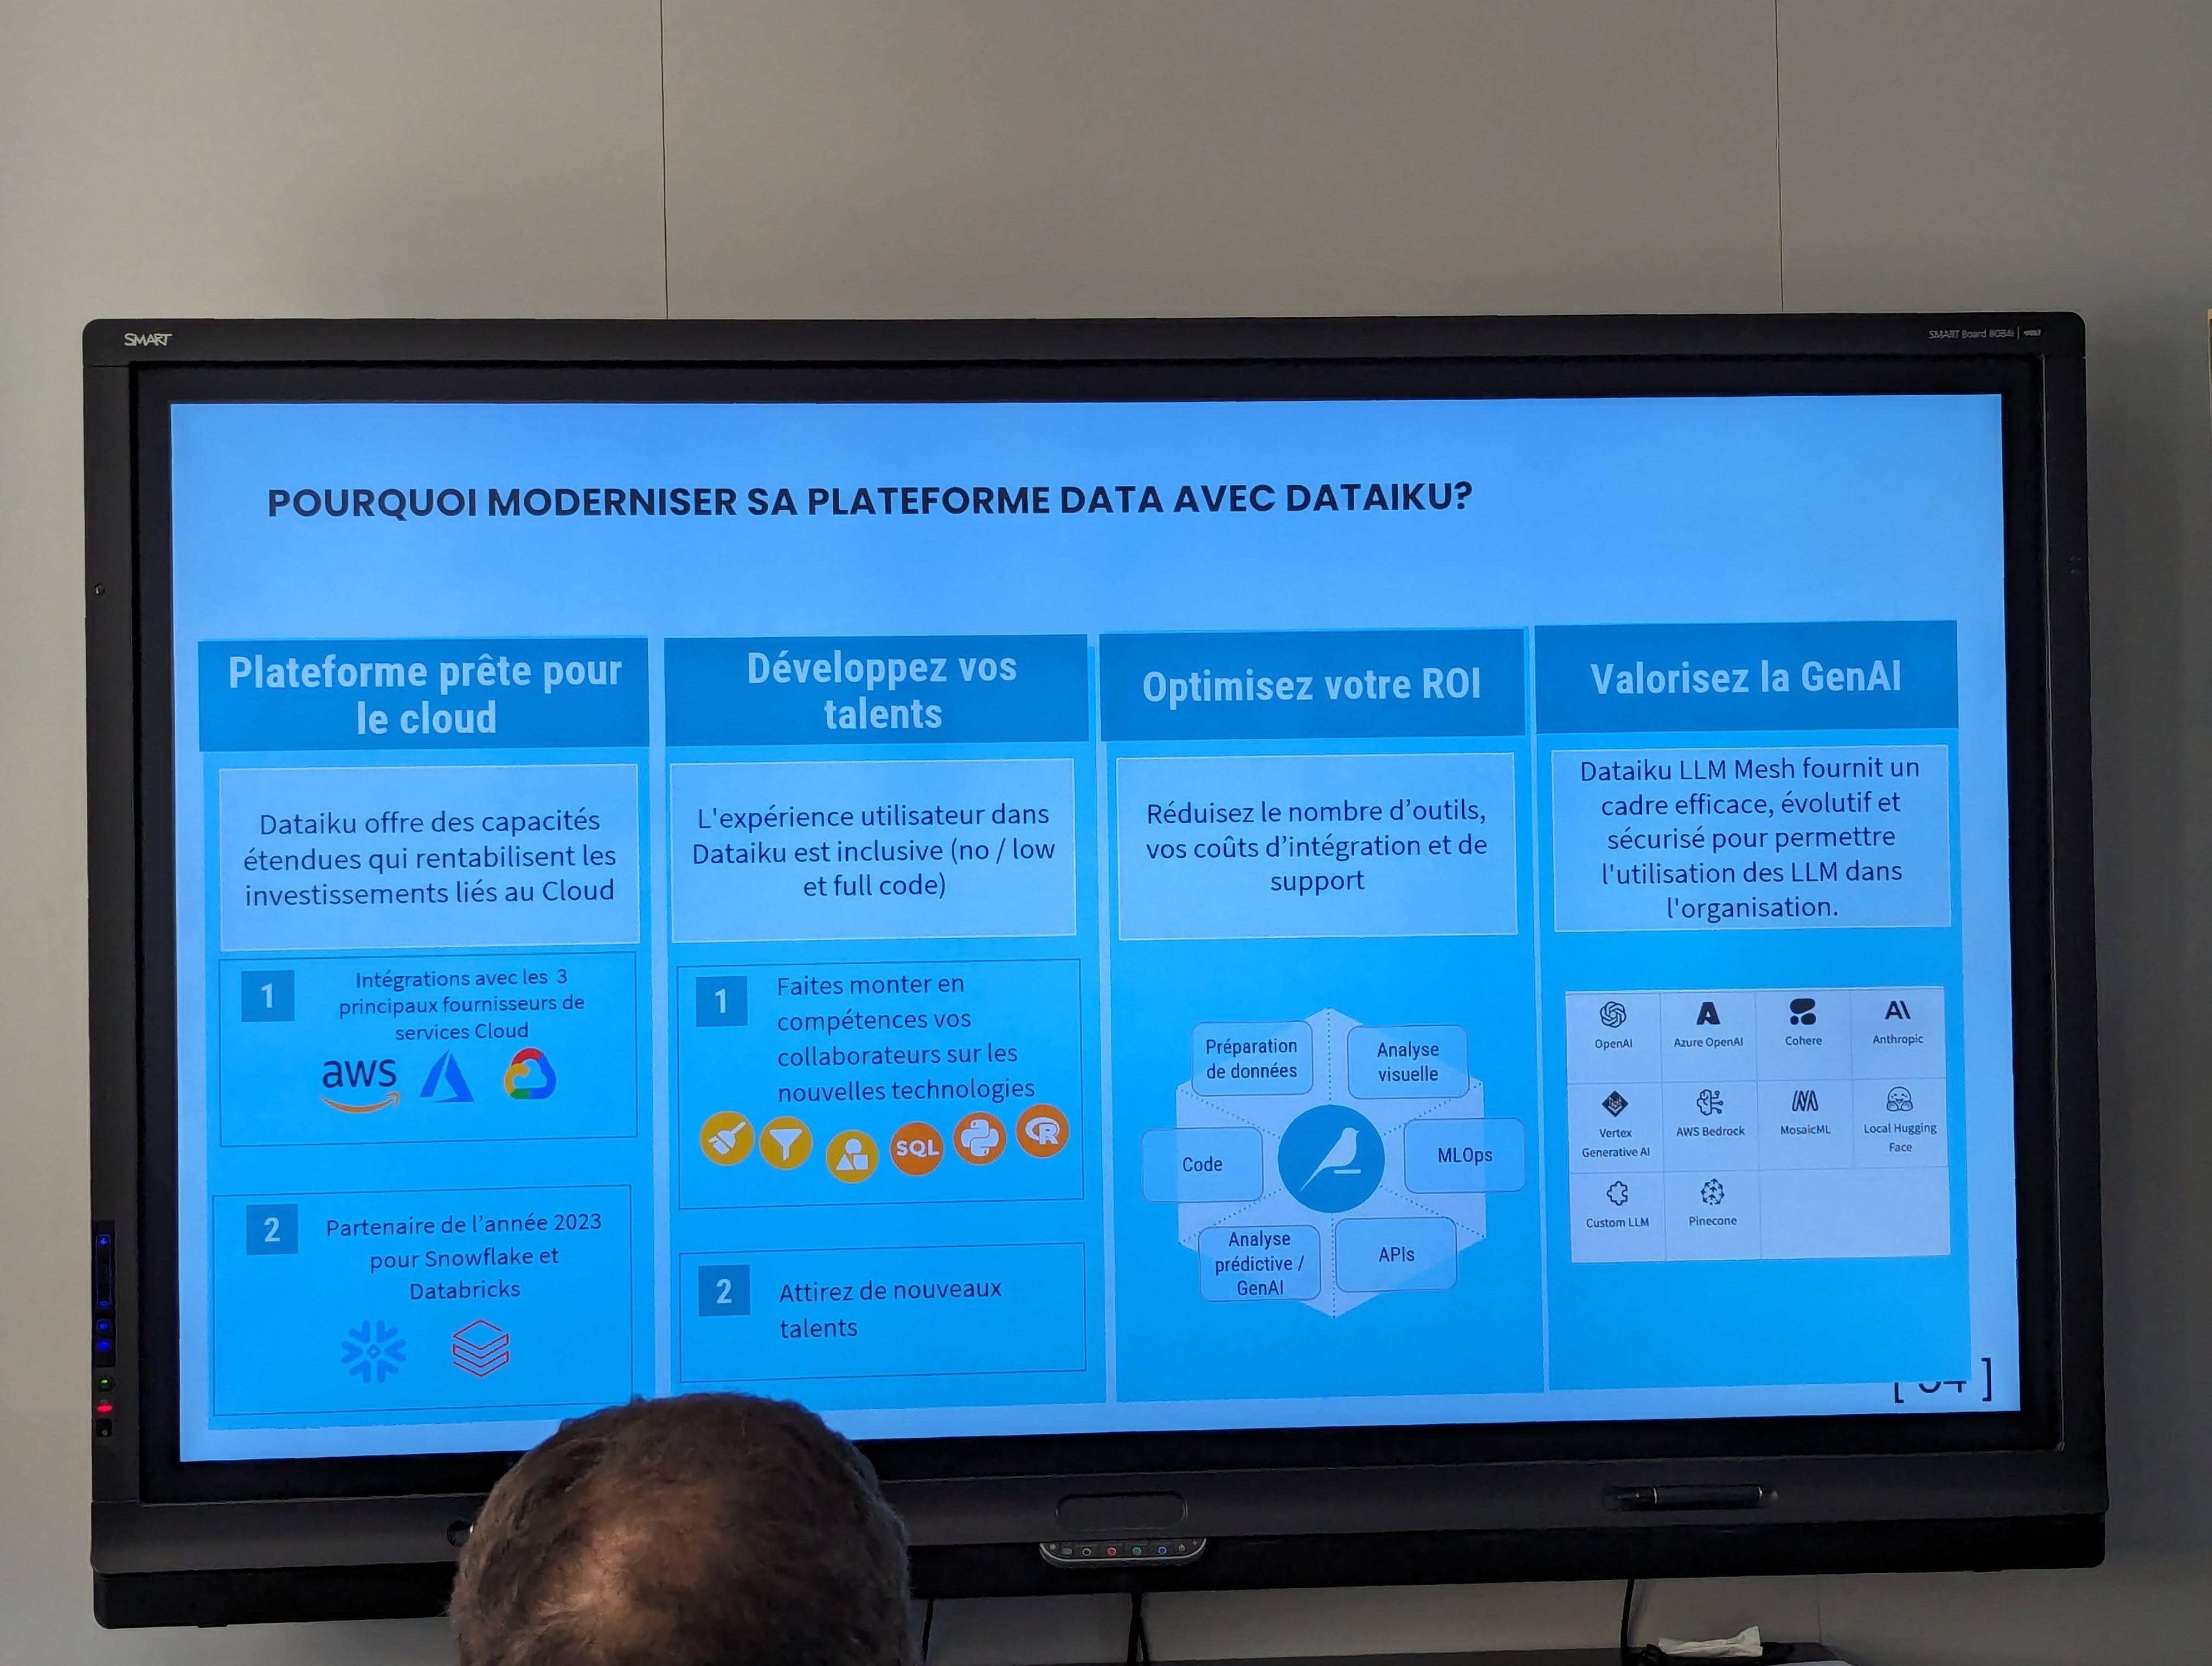 SMART
SMART Board 8084i
POURQUOI MODERNISER SA PLATEFORME DATA AVEC DATAIKU?
Plateforme prête pour
le cloud
Dataiku offre des capacités
étendues qui rentabilisent les
investissements liés au Cloud
1
Intégrations avec les 3
principaux fournisseurs de
services Cloud
aws
2
Partenaire de l'année 2023
pour Snowflake et
Databricks
Développez vos
talents
L'expérience utilisateur dans
Dataiku est inclusive (no / low
et full code)
1
Faites monter en
compétences vos
collaborateurs sur les
nouvelles technologies
SQL
R
2
Attirez de nouveaux
talents
Optimisez votre ROI
Réduisez le nombre d’outils,
vos coûts d’intégration et de
support
Préparation
de données
Analyse
visuelle
Code
MLOps
Analyse
prédictive /
GenAI
APIs
Valorisez la GenAI
Dataiku LLM Mesh fournit un
cadre efficace, évolutif et
sécurisé pour permettre
l'utilisation des LLM dans
l'organisation.
OpenAI
Azure OpenAI
Cohere
Anthropic
Vertex
Generative AI
AWS Bedrock
MosaicML
Local Hugging
Face
Custom LLM
Pinecone